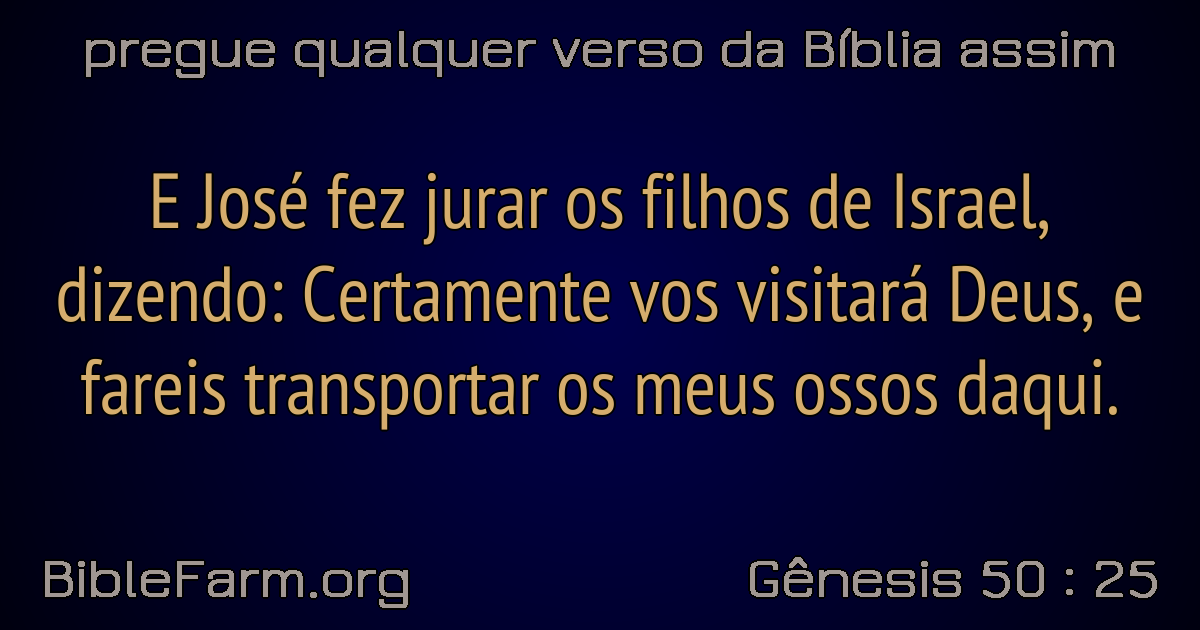 pregue qualquer verso da Bíblia assim
E José fez jurar os filhos de Israel,
dizendo: Certamente vos visitará Deus, e
fareis transportar os meus ossos daqui.
BibleFarm.org
Gênesis 50 : 25